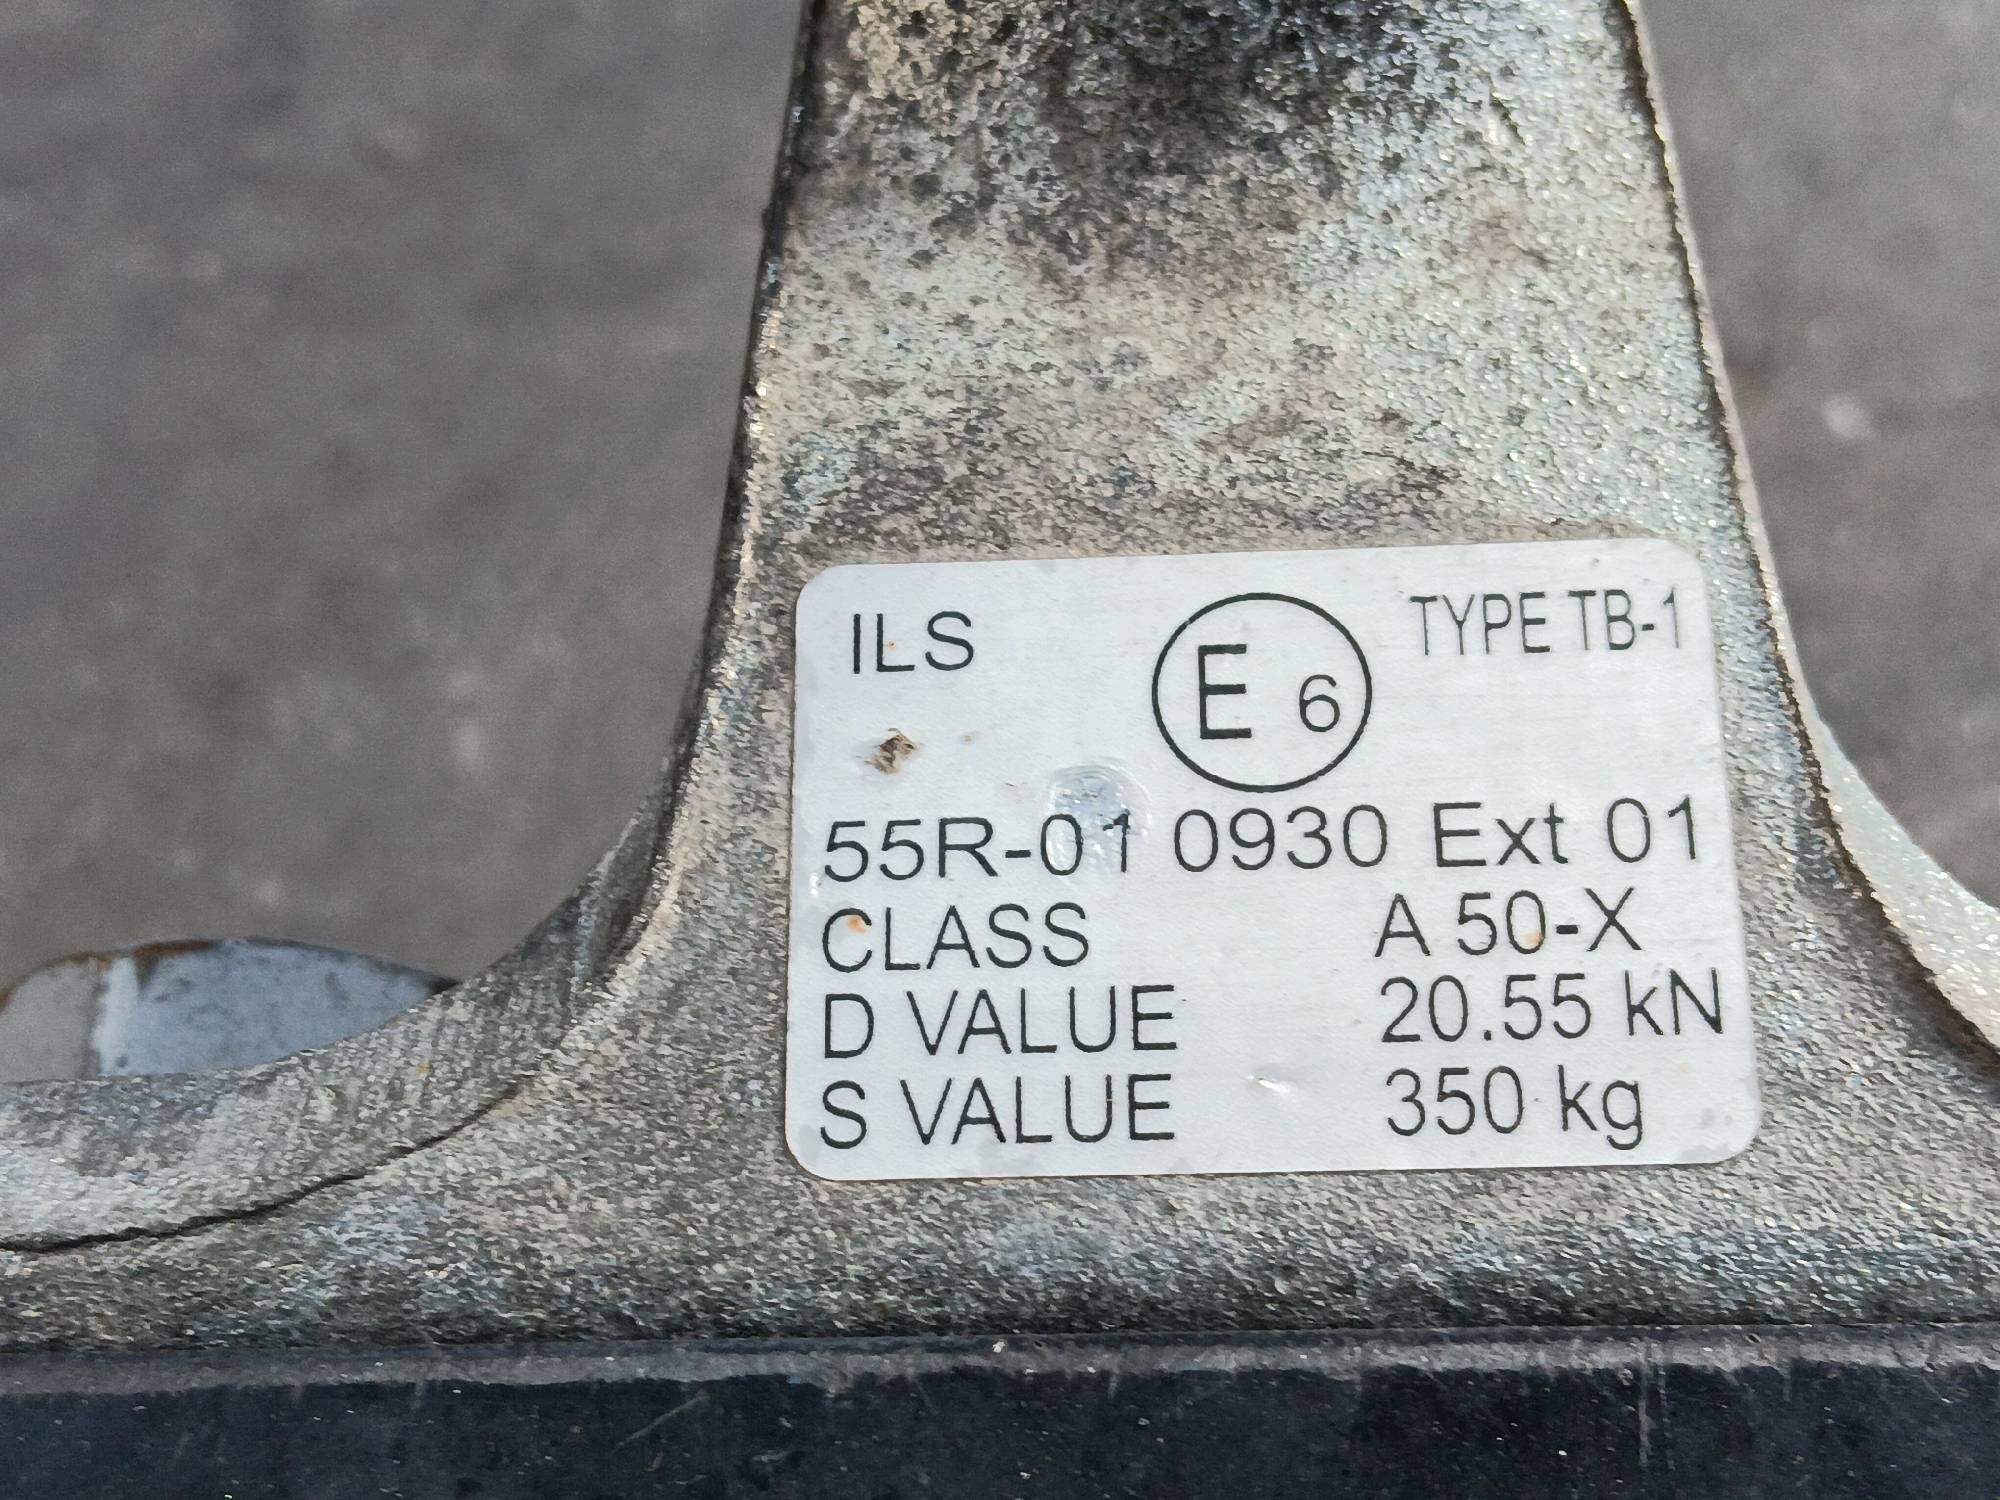 ILS E 6 TYPE TB-1
55R-01 0930 Ext 01
CLASS A 50-X
D VALUE 20.55 kN
S VALUE 350 kg